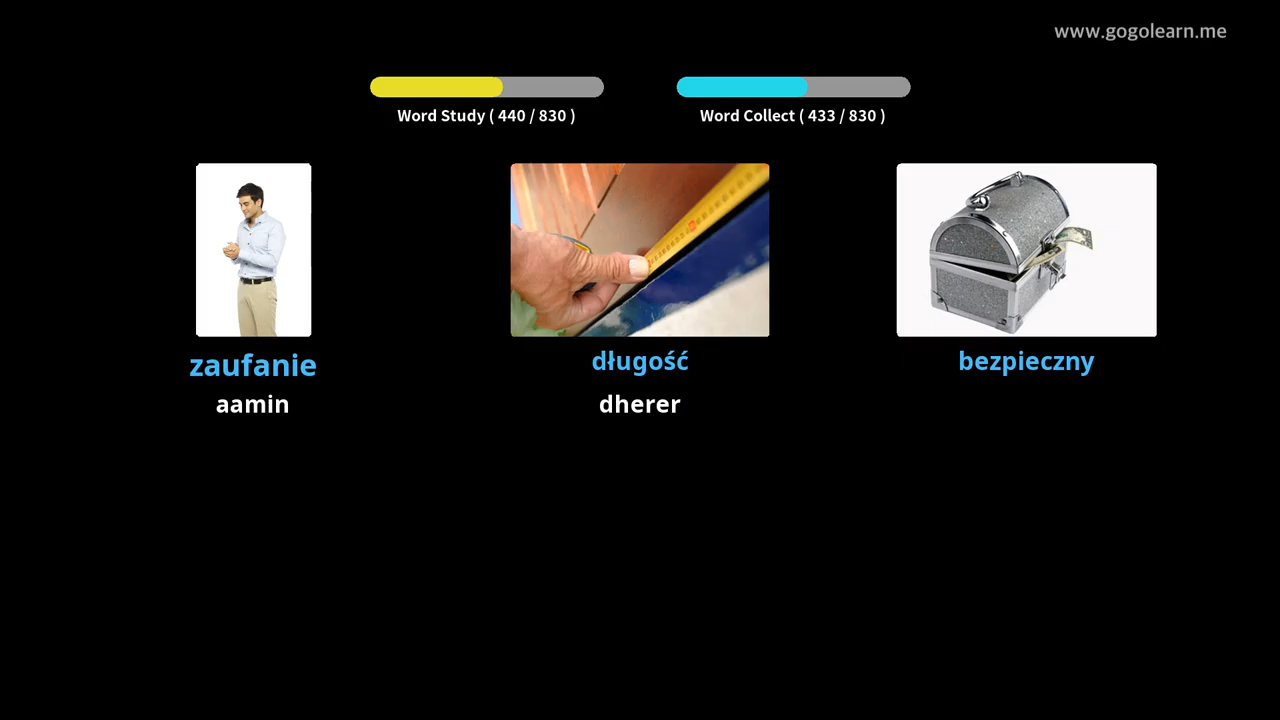 www.gogolearn.me
Word Study ( 440 / 830 )
Word Collect ( 433 / 830 )
zaufanie
długość
bezpieczny
aamin
dherer